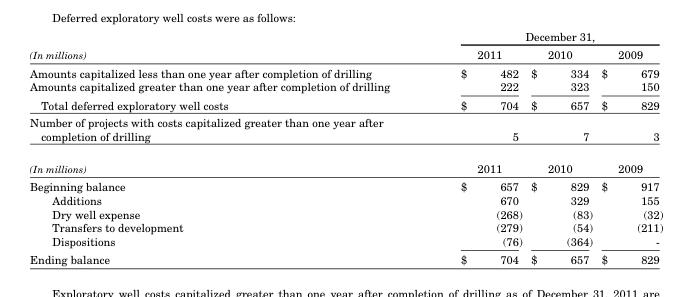 Deferred exploratory well costs were as follows:
December 31,
(In millions) 2011 2010 2009
Amounts capitalized less than one year after completion of drilling $ 482 $ 334 $ 679
Amounts capitalized greater than one year after completion of drilling 222 323 150
Total deferred exploratory well costs $ 704 $ 657 $ 829
Number of projects with costs capitalized greater than one year after
completion of drilling 5 7 3
(In millions) 2011 2010 2009
Beginning balance $ 657 $ 829 $ 917
Additions 670 329 155
Dry well expense (268) (83) (32)
Transfers to development (279) (54) (211)
Dispositions (76) (364) -
Ending balance $ 704 $ 657 $ 829
Exploratory well costs capitalized greater than one year after completion of drilling as of December 31, 2011 are